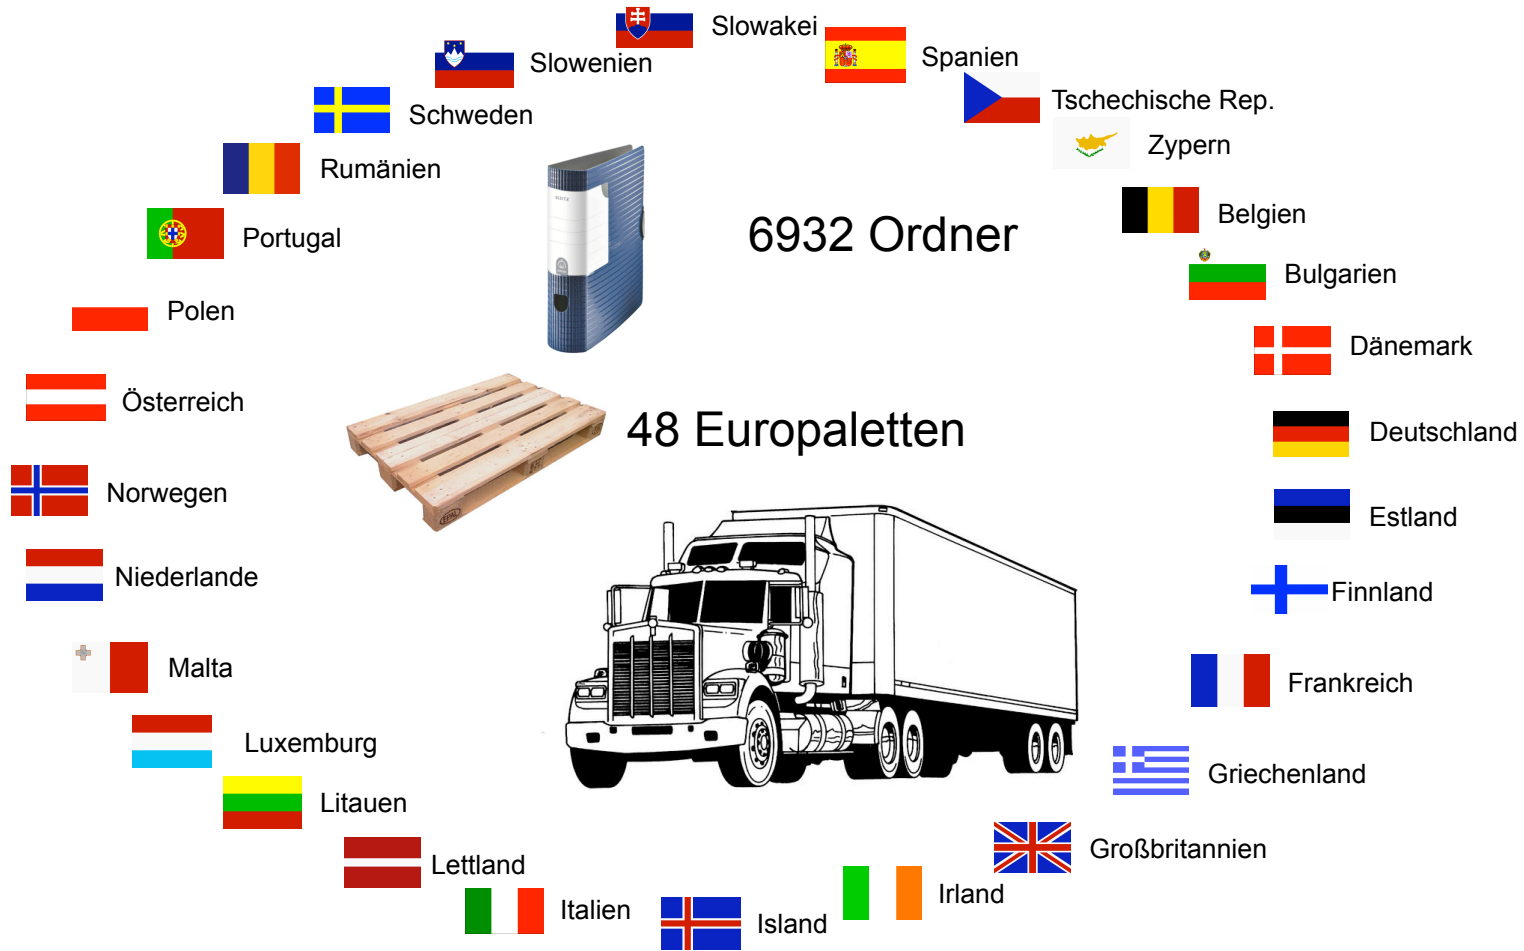 Slowakei
Spanien
Slowenien
Tschechische Rep.
Schweden
Zypern
Rumänien
Belgien
6932 Ordner
Portugal
Bulgarien
Polen
Dänemark
Österreich
48 Europaletten
Deutschland
Norwegen
Estland
Niederlande
Finnland
Malta
Frankreich
Luxemburg
Griechenland
Litauen
Großbritannien
Lettland
Irland
Italien
Island